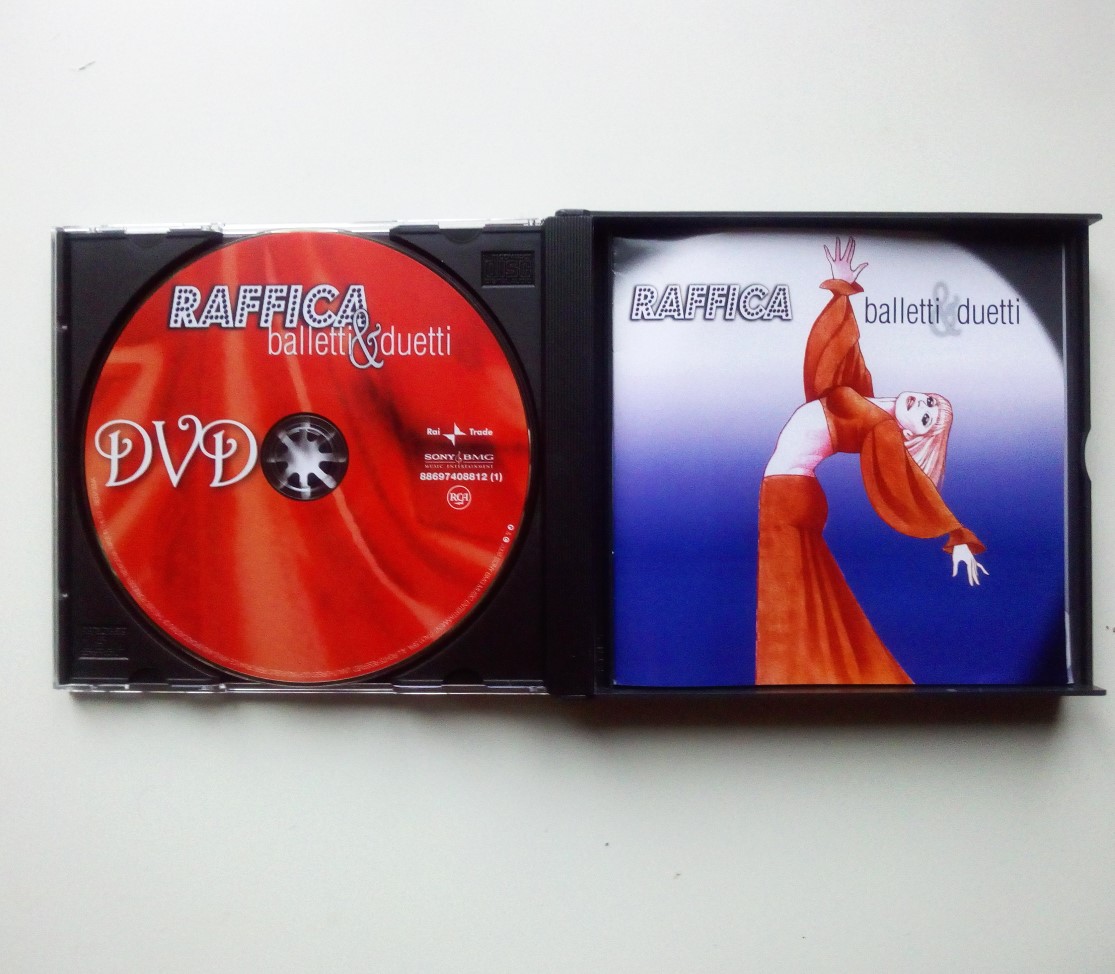 RAFFICA
balletti&duetti
DVD
Rai Trade
SONY BMG
MUSIC ENTERTAINMENT
88697408812 (1)
RCA
RAFFICA
balletti & duetti